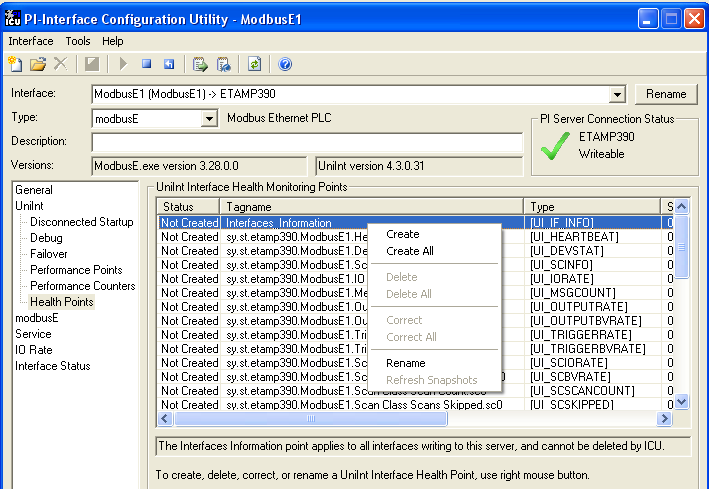 ICU
PI-Interface Configuration Utility - ModbusE1
Interface Tools Help
Interface: ModbusE1 (ModbusE1) -> ETAMP390 Rename
Type: modbusE Modbus Ethernet PLC
PI Server Connection Status
ETAMP390
Writeable
Description:
Versions: ModbusE.exe version 3.28.0.0 UniInt version 4.3.0.31
General
UniInt
Disconnected Startup
Debug
Failover
Performance Points
Performance Counters
Health Points
modbusE
Service
IO Rate
Interface Status
UniInt Interface Health Monitoring Points
Status Tagname Type S
Not Created Interfaces_Information [UI_IF_INFO] 0
Not Created sy.st.etamp390.ModbusE1.He [UI_HEARTBEAT] 0
Not Created sy.st.etamp390.ModbusE1.De [UI_DEVSTAT] 0
Not Created sy.st.etamp390.ModbusE1.Sc [UI_SCINFO] 0
Not Created sy.st.etamp390.ModbusE1.IO [UI_IORATE] 0
Not Created sy.st.etamp390.ModbusE1.Me [UI_MSGCOUNT] 0
Not Created sy.st.etamp390.ModbusE1.Ou [UI_OUTPUTRATE] 0
Not Created sy.st.etamp390.ModbusE1.Ou [UI_OUTPUTBVRATE] 0
Not Created sy.st.etamp390.ModbusE1.Tri [UI_TRIGGERRATE] 0
Not Created sy.st.etamp390.ModbusE1.Tri [UI_TRIGGERBVRATE] 0
Not Created sy.st.etamp390.ModbusE1.Sc [UI_SCIORATE] 0
Not Created sy.st.etamp390.ModbusE1.Sc 0 [UI_SCBVRATE] 0
Not Created sy.st.etamp390.ModbusE1.Scan Class Scan Count.sc0 [UI_SCSCANCOUNT] 0
Not Created sy.st.etamp390.ModbusE1.Scan Class Scans Skipped.sc0 [UI_SCSKIPPED] 0
Create
Create All
Delete
Delete All
Correct
Correct All
Rename
Refresh Snapshots
The Interfaces Information point applies to all interfaces writing to this server, and cannot be deleted by ICU.
To create, delete, correct, or rename a UniInt Interface Health Point, use right mouse button.